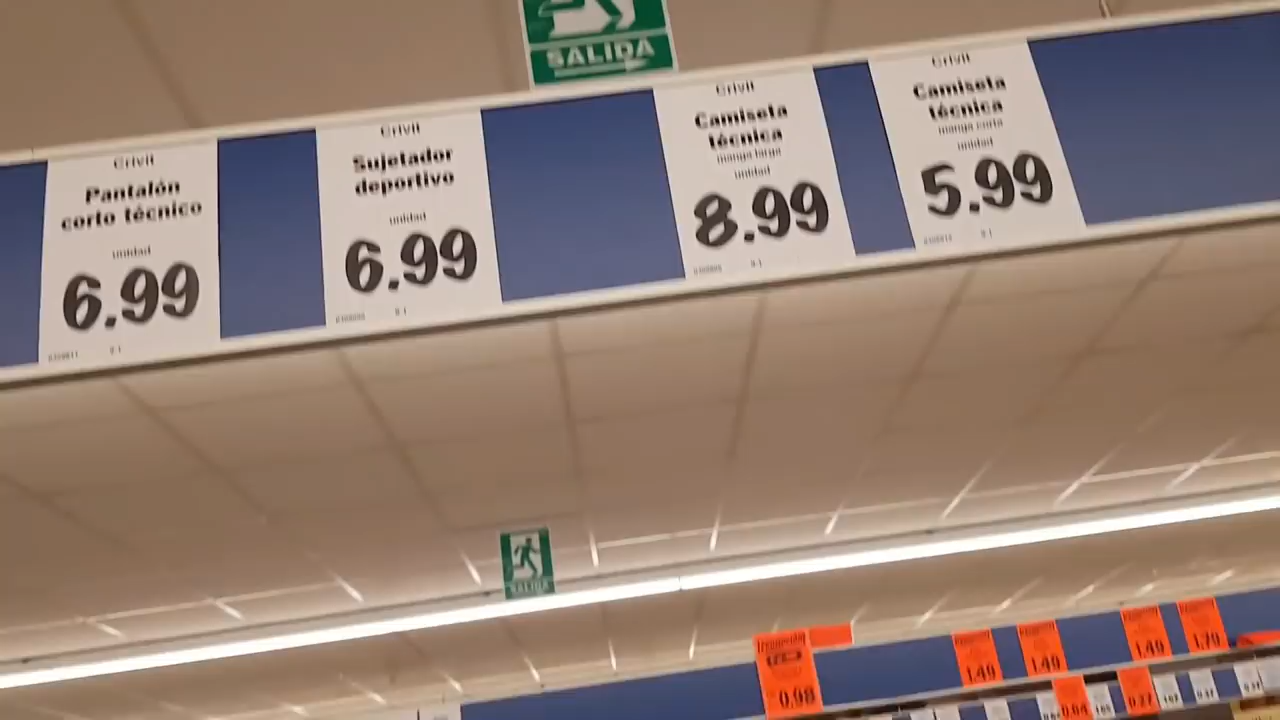 SALIDA
Crivit
Pantalón
corto técnico
unidad
6.99
Crivit
Sujetador
deportivo
unidad
6.99
Crivit
Camiseta
técnica
manga larga
unidad
8.99
Crivit
Camiseta
técnica
manga corta
unidad
5.99
SALIDA
0.98
1.49
1.49
1.49
1.79